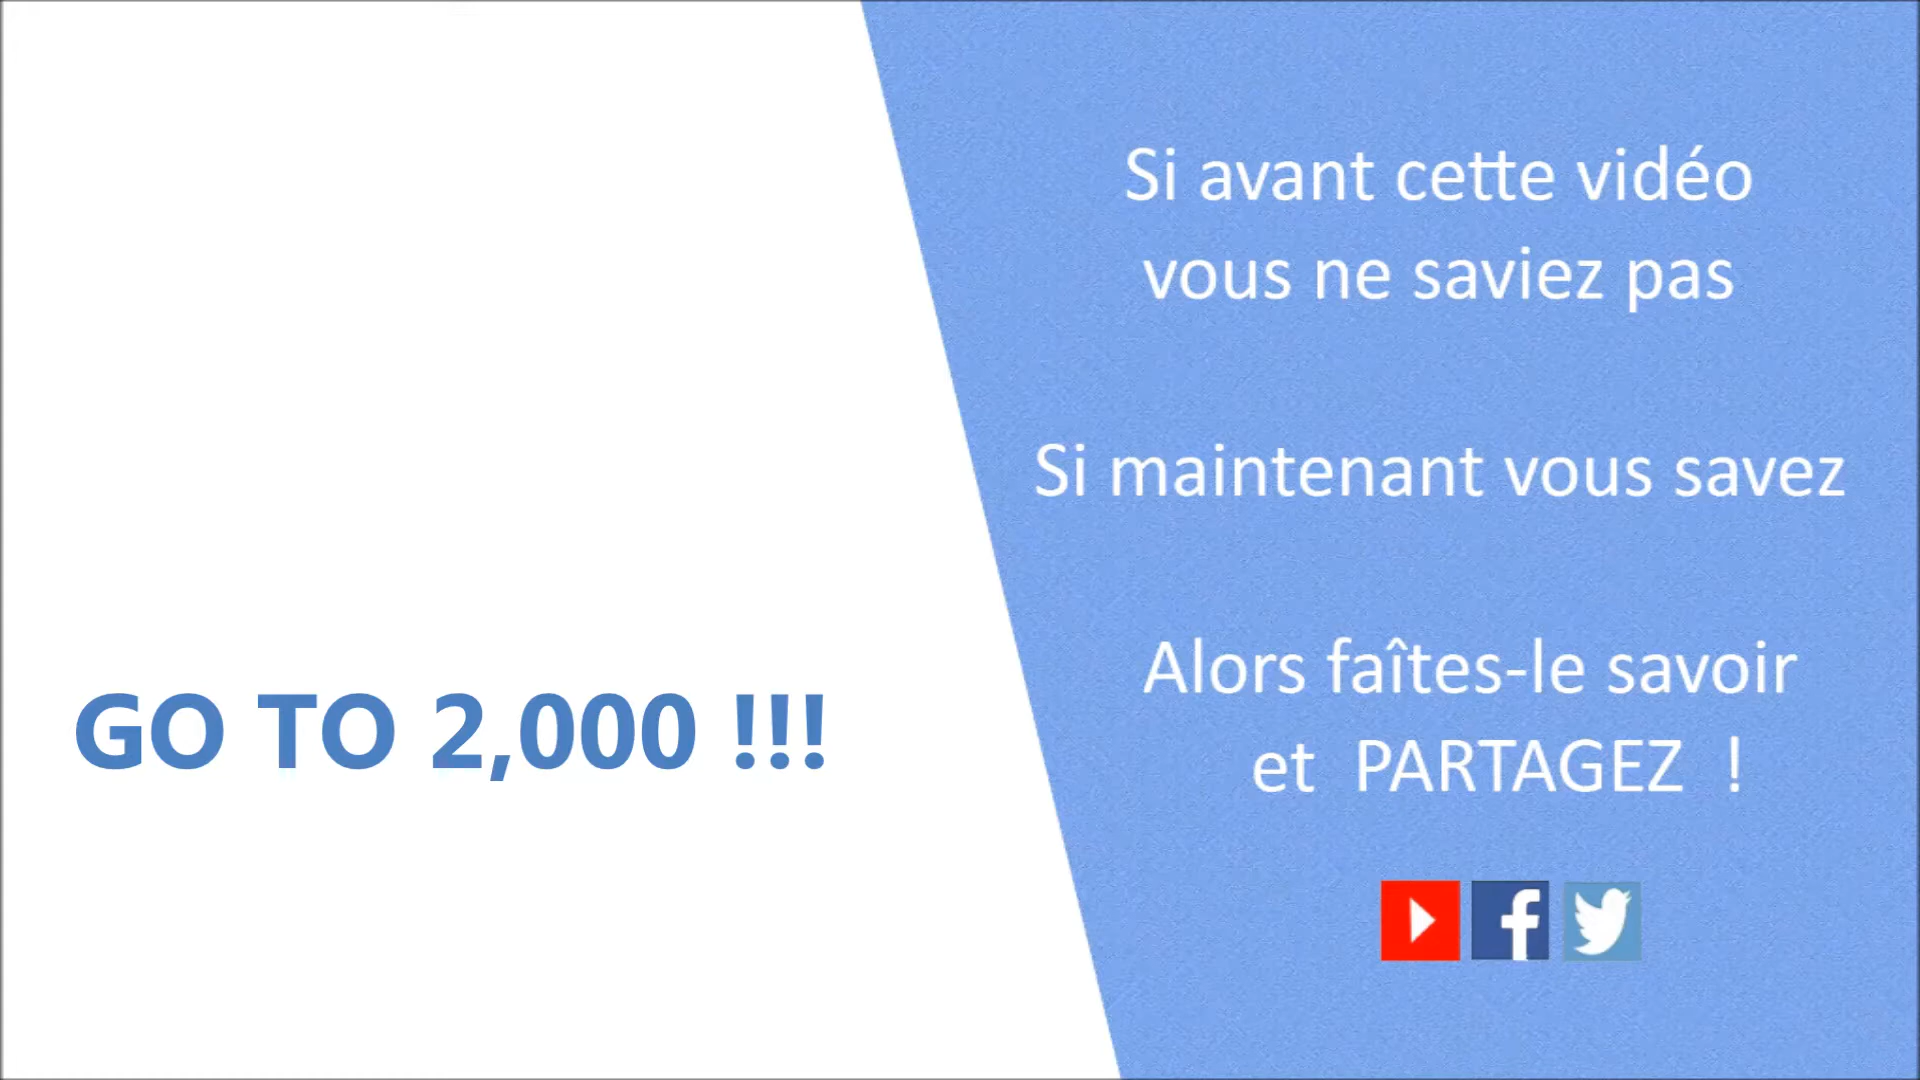 GO TO 2,000 !!!
Si avant cette vidéo
vous ne saviez pas
Si maintenant vous savez
Alors faîtes-le savoir
et PARTAGEZ !